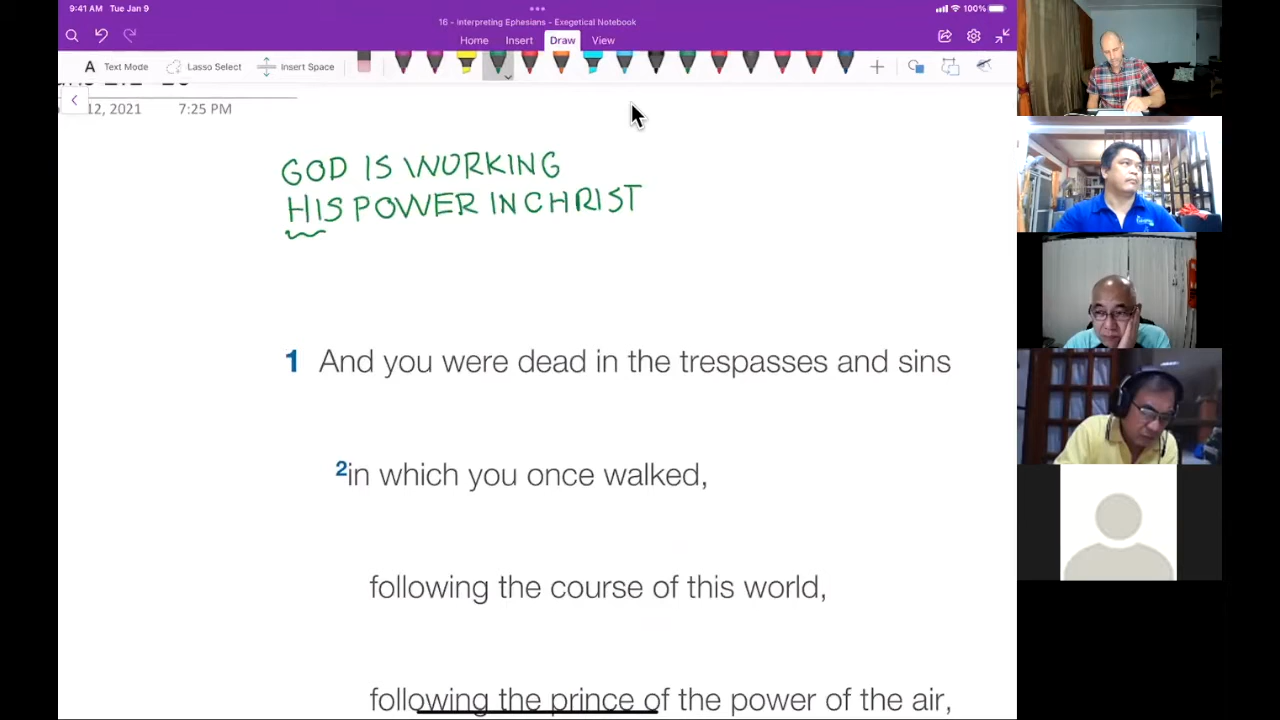 9:41 AM Tue Jan 9
100%
16 - Interpreting Ephesians - Exegetical Notebook
Home Insert Draw View
A Text Mode Lasso Select Insert Space
12, 2021 7:25 PM
GOD IS WORKING
HIS POWER IN CHRIST
1 And you were dead in the trespasses and sins
2in which you once walked,
following the course of this world,
following the prince of the power of the air,